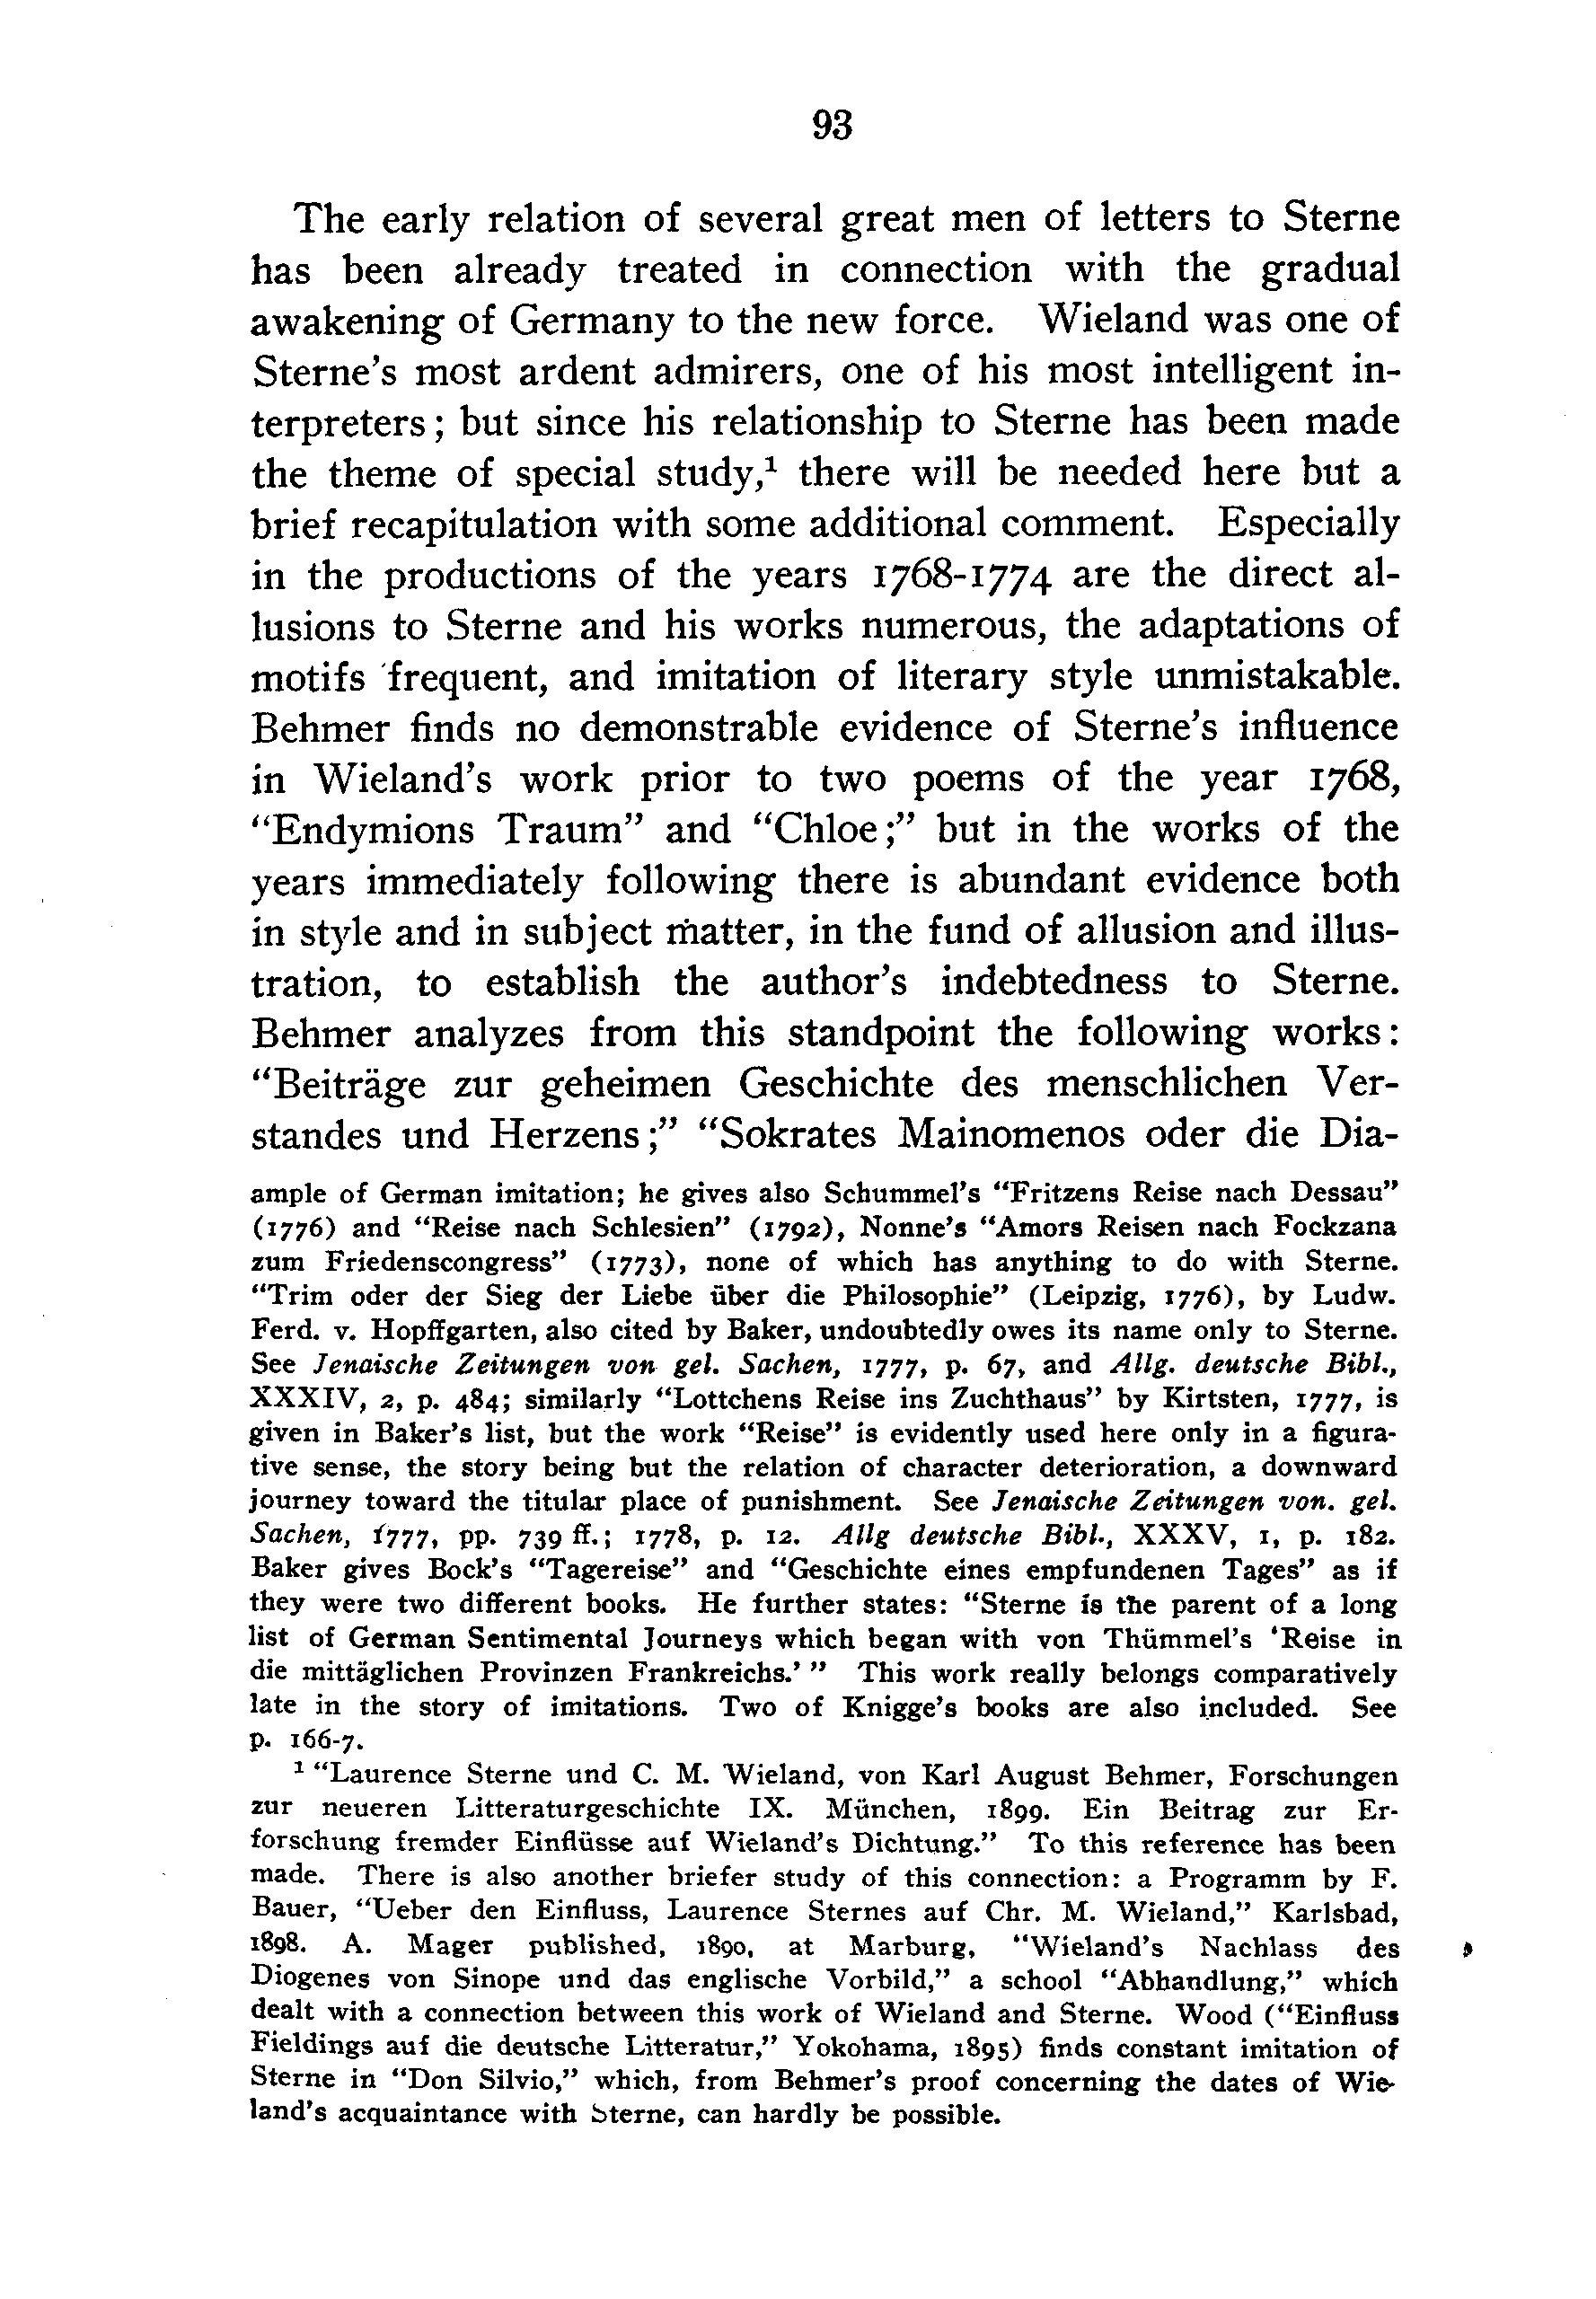 93
The early relation of several great men of letters to Sterne
has been already treated in connection with the gradual
awakening of Germany to the new force. Wieland was one of
Sterne's most ardent admirers, one of his most intelligent in-
terpreters; but since his relationship to Sterne has been made
the theme of special study,¹ there will be needed here but a
brief recapitulation with some additional comment. Especially
in the productions of the years 1768-1774 are the direct al-
lusions to Sterne and his works numerous, the adaptations of
motifs frequent, and imitation of literary style unmistakable.
Behmer finds no demonstrable evidence of Sterne's influence
in Wieland's work prior to two poems of the year 1768,
“Endymions Traum” and “Chloe;” but in the works of the
years immediately following there is abundant evidence both
in style and in subject matter, in the fund of allusion and illus-
tration, to establish the author's indebtedness to Sterne.
Behmer analyzes from this standpoint the following works:
“Beiträge zur geheimen Geschichte des menschlichen Ver-
standes und Herzens;” “Sokrates Mainomenos oder die Dia-
ample of German imitation; he gives also Schummel's “Fritzens Reise nach Dessau”
(1776) and “Reise nach Schlesien” (1792), Nonne's “Amors Reisen nach Fockzana
zum Friedenscongress” (1773), none of which has anything to do with Sterne.
“Trim oder der Sieg der Liebe über die Philosophie” (Leipzig, 1776), by Ludw.
Ferd. v. Hopffgarten, also cited by Baker, undoubtedly owes its name only to Sterne.
See Jenaische Zeitungen von gel. Sachen, 1777, p. 67, and Allg. deutsche Bibl.,
XXXIV, 2, p. 484; similarly “Lottchens Reise ins Zuchthaus” by Kirtsten, 1777, is
given in Baker's list, but the work “Reise” is evidently used here only in a figura-
tive sense, the story being but the relation of character deterioration, a downward
journey toward the titular place of punishment. See Jenaische Zeitungen von. gel.
Sachen, 1777, pp. 739 ff.; 1778, p. 12. Allg deutsche Bibl., XXXV, 1, p. 182.
Baker gives Bock's “Tagereise” and “Geschichte eines empfundenen Tages” as if
they were two different books. He further states: “Sterne is the parent of a long
list of German Sentimental Journeys which began with von Thümmel's ‘Reise in
die mittäglichen Provinzen Frankreichs.’ ” This work really belongs comparatively
late in the story of imitations. Two of Knigge's books are also included. See
p. 166-7.
¹ “Laurence Sterne und C. M. Wieland, von Karl August Behmer, Forschungen
zur neueren Litteraturgeschichte IX. München, 1899. Ein Beitrag zur Er-
forschung fremder Einflüsse auf Wieland's Dichtung.” To this reference has been
made. There is also another briefer study of this connection: a Programm by F.
Bauer, “Ueber den Einfluss, Laurence Sternes auf Chr. M. Wieland,” Karlsbad,
1898. A. Mager published, 1890, at Marburg, “Wieland's Nachlass des
Diogenes von Sinope und das englische Vorbild,” a school “Abhandlung,” which
dealt with a connection between this work of Wieland and Sterne. Wood (“Einfluss
Fieldings auf die deutsche Litteratur,” Yokohama, 1895) finds constant imitation of
Sterne in “Don Silvio,” which, from Behmer's proof concerning the dates of Wie-
land's acquaintance with Sterne, can hardly be possible.